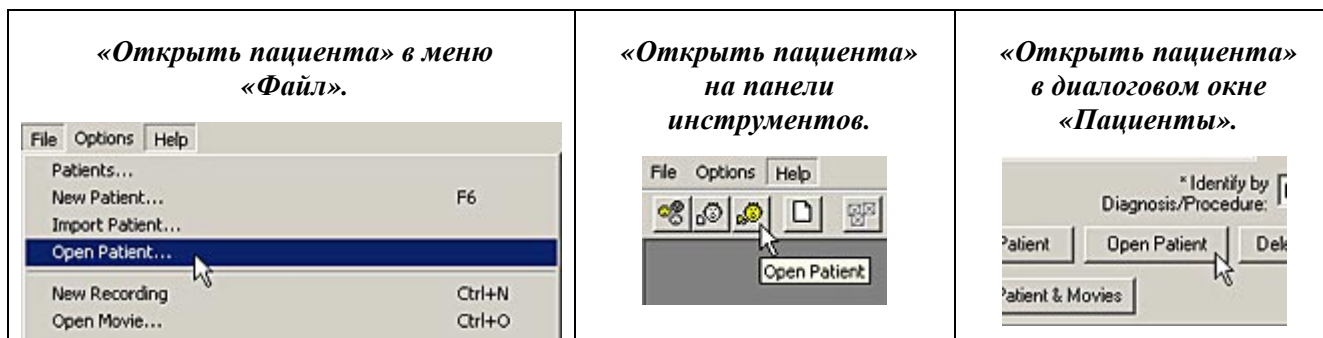 «Открыть пациента» в меню
«Файл».
File Options Help
Patients...
New Patient... F6
Import Patient...
Open Patient...
New Recording Ctrl+N
Open Movie... Ctrl+O
«Открыть пациента»
на панели
инструментов.
File Options Help
Open Patient
«Открыть пациента»
в диалоговом окне
«Пациенты».
* Identify by
Diagnosis/Procedure:
Patient Open Patient Dele
Patient & Movies